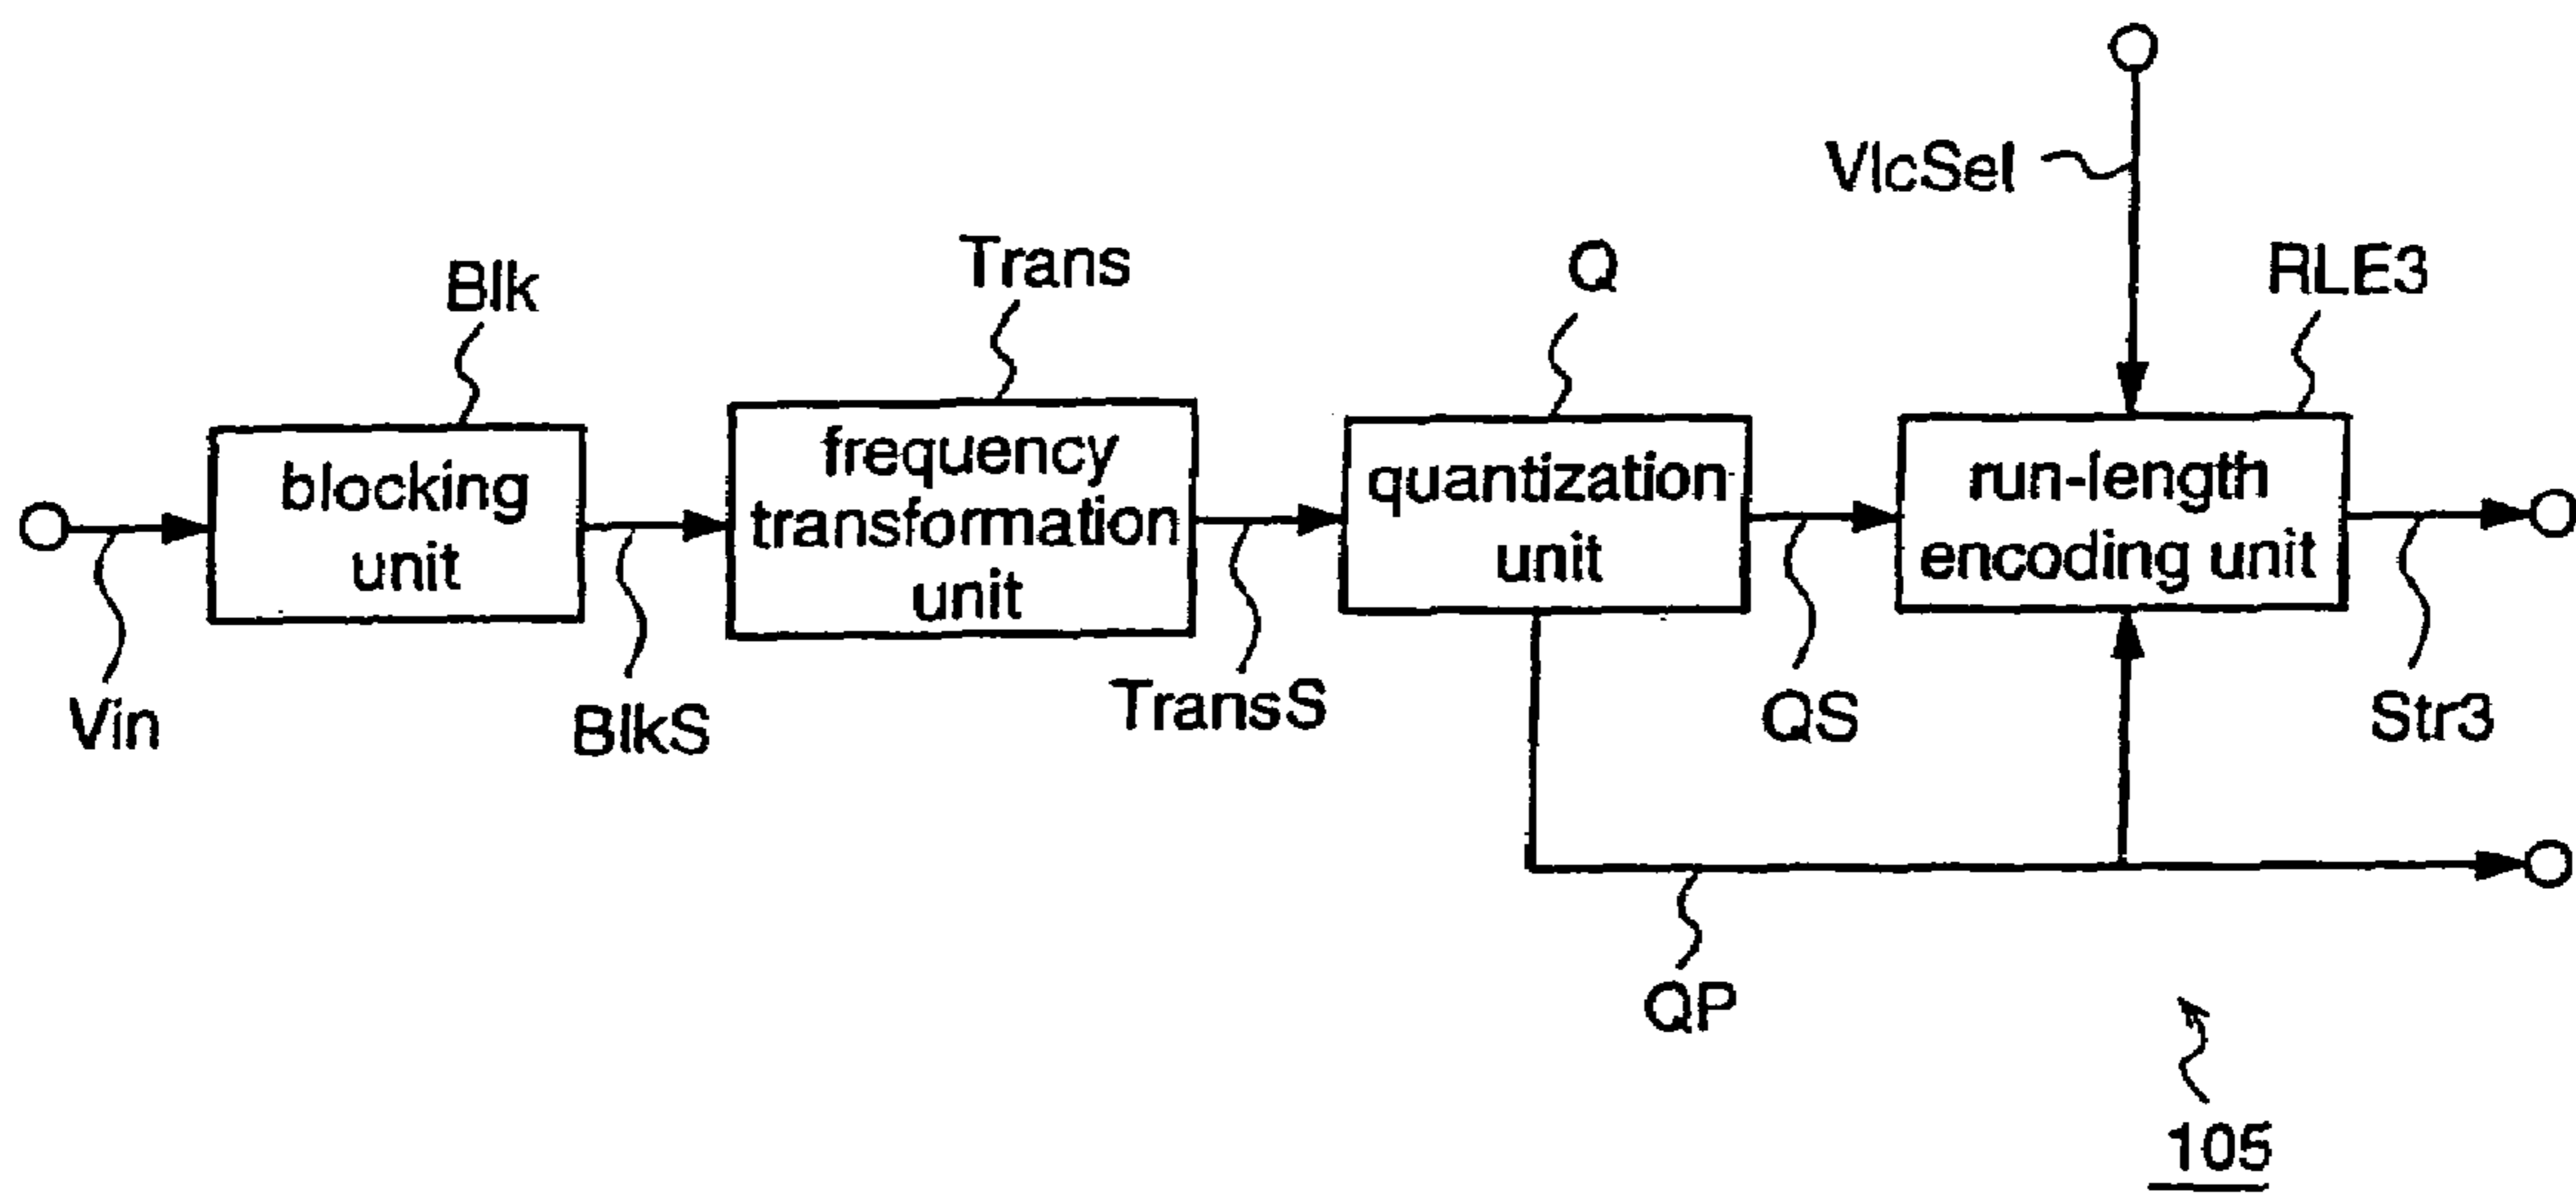 VlcSel
Blk
Trans
Q
RLE3
blocking
unit
frequency
transformation
unit
quantization
unit
run-length
encoding unit
Vin
BlkS
TransS
QS
Str3
QP
105